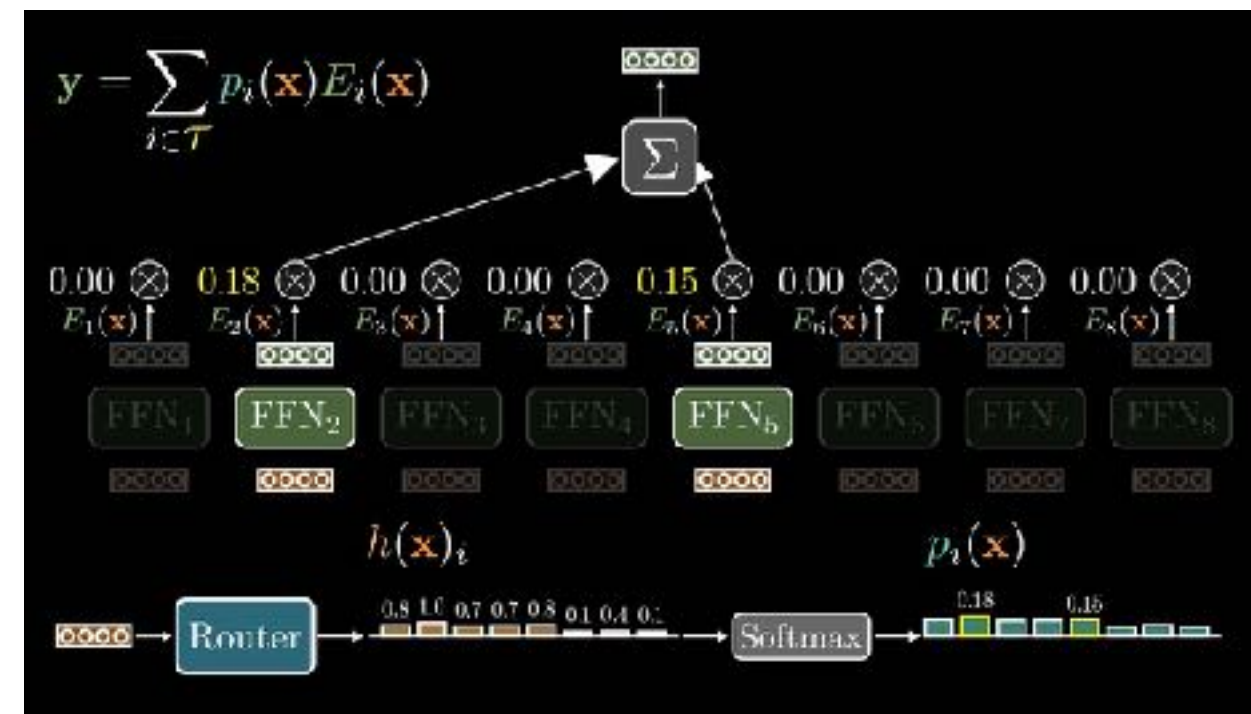 y = ∑ pᵢ(x)Eᵢ(x)
i⊂𝒯
Σ
0.00 0.18 0.00 0.00 0.15 0.00 0.00 0.00
E₁(x) E₂(x) E₃(x) E₄(x) E₅(x) E₆(x) E₇(x) E₈(x)
FFN₁ FFN₂ FFN₃ FFN₄ FFN₅ FFN₆ FFN₇ FFN₈
h(x)ᵢ pᵢ(x)
0.8 1.0 0.7 0.7 0.8 0.1 0.4 0.1 0.18 0.15
Router Softmax